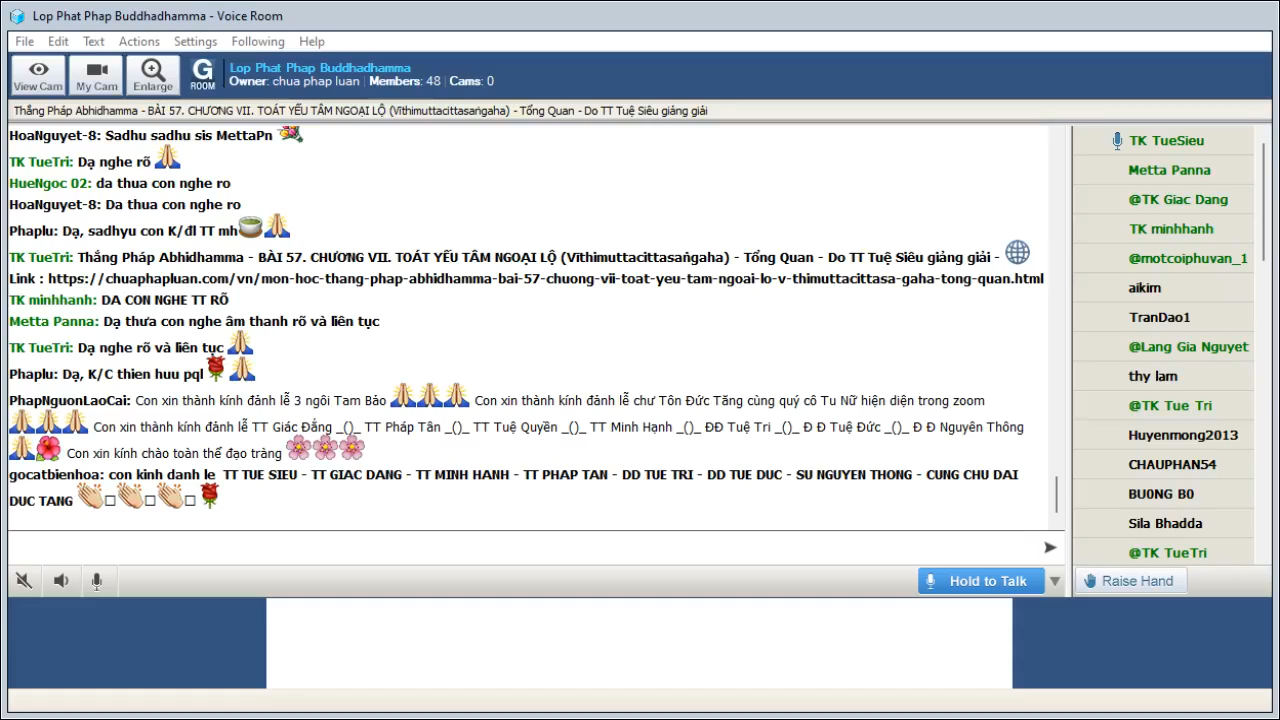 Lop Phat Phap Buddhadhamma - Voice Room
File Edit Text Actions Settings Following Help
View Cam My Cam Enlarge G ROOM
Lop Phat Phap Buddhadhamma
Owner: chua phap luan Members: 48 Cams: 0
Thắng Pháp Abhidhamma - BÀI 57. CHƯƠNG VII. TOÁT YẾU TÂM NGOẠI LỘ (Vīthimuttacittasaṅgaha) - Tổng Quan - Do TT Tuệ Siêu giảng giải
HoaNguyet-8: Sadhu sadhu sis MettaPn
TK TueTri: Dạ nghe rõ
HueNgoc 02: da thua con nghe ro
HoaNguyet-8: Da thua con nghe ro
Phaplu: Dạ, sadhyu con K/đl TT mh
TK TueTri: Thắng Pháp Abhidhamma - BÀI 57. CHƯƠNG VII. TOÁT YẾU TÂM NGOẠI LỘ (Vīthimuttacittasaṅgaha) - Tổng Quan - Do TT Tuệ Siêu giảng giải -
Link : https://chuaphapluan.com/vn/mon-hoc-thang-phap-abhidhamma-bai-57-chuong-vii-toat-yeu-tam-ngoai-lo-v-thimuttacittasa-gaha-tong-quan.html
TK minhhanh: DA CON NGHE TT RÕ
Metta Panna: Dạ thưa con nghe âm thanh rõ và liên tục
TK TueTri: Dạ nghe rõ và liên tục
Phaplu: Dạ, K/C thien huu pql
PhapNguonLaoCai: Con xin thành kính đảnh lễ 3 ngôi Tam Bảo Con xin thành kính đảnh lễ chư Tôn Đức Tăng cùng quý cô Tu Nữ hiện diện trong zoom
Con xin thành kính đảnh lễ TT Giác Đẳng _()_ TT Pháp Tân _()_ TT Tuệ Quyền _()_ TT Minh Hạnh _()_ ĐĐ Tuệ Tri _()_ Đ Đ Tuệ Đức _()_ Đ Đ Nguyên Thông
Con xin kính chào toàn thể đạo tràng
gocatbienhoa: con kinh danh le TT TUE SIEU - TT GIAC DANG - TT MINH HANH - TT PHAP TAN - DD TUE TRI - DD TUE DUC - SU NGUYEN THONG - CUNG CHU DAI
DUC TANG
TK TueSieu
Metta Panna
@TK Giac Dang
TK minhhanh
@motcoiphuvan_1
aikim
TranDao1
@Lang Gia Nguyet
thy lam
@TK Tue Tri
Huyenmong2013
CHAUPHAN54
BU0NG B0
Sila Bhadda
@TK TueTri
Hold to Talk
Raise Hand